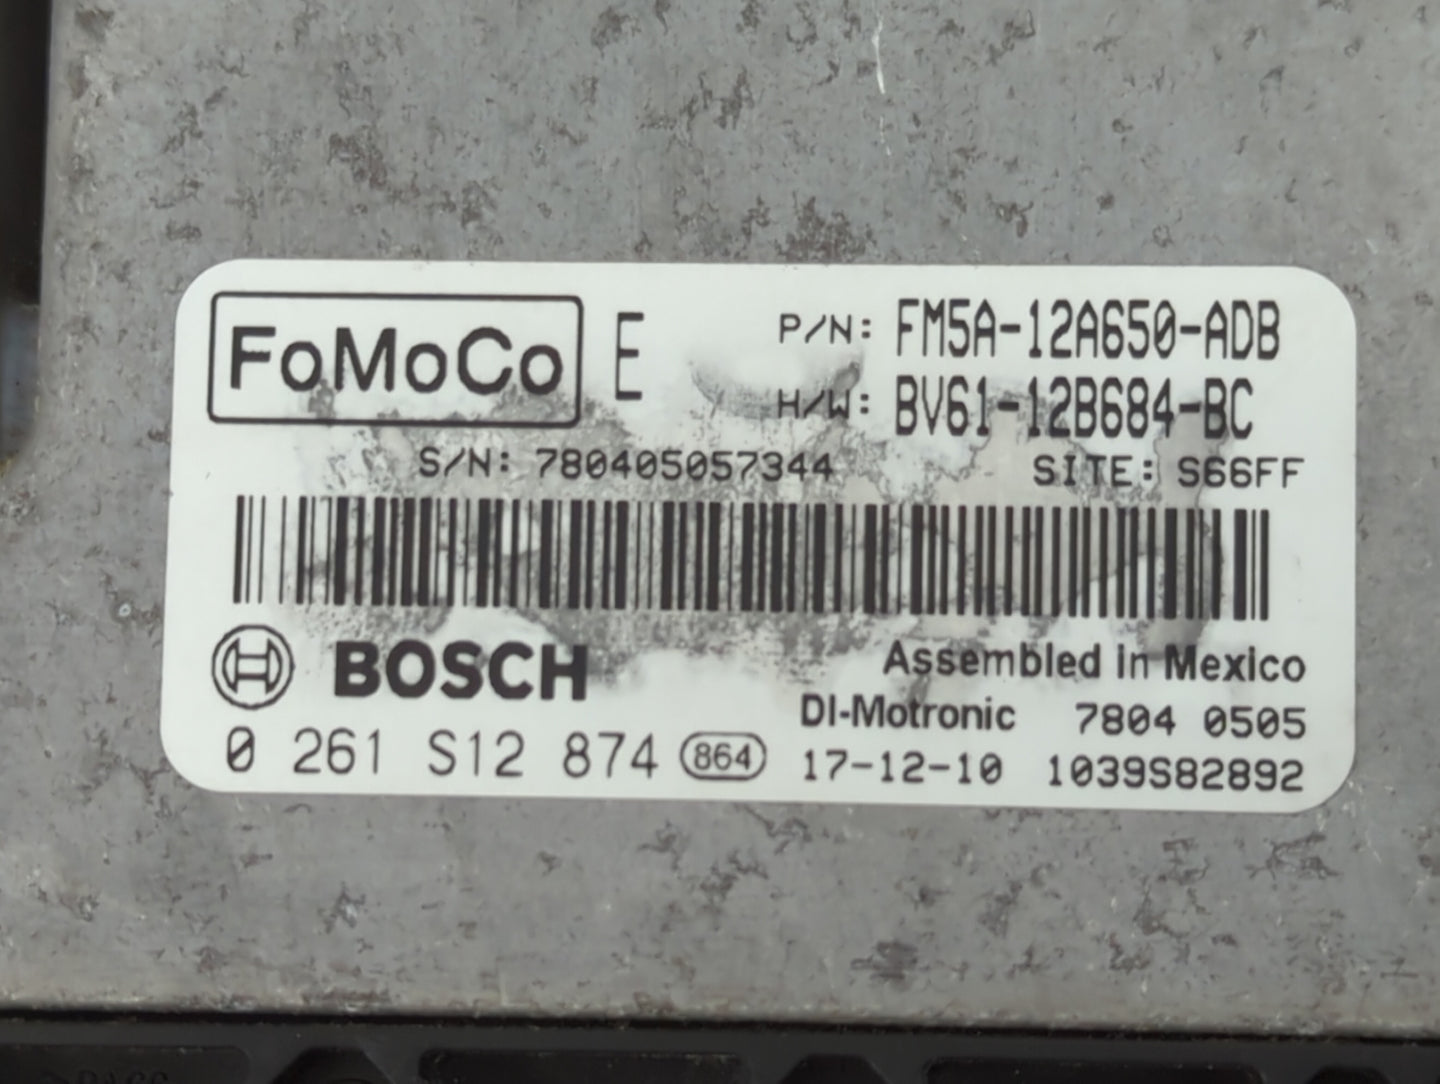 FoMoCo E P/N: FM5A-12A650-ADB
H/W: BV61-12B684-BC
S/N: 780405057344 SITE: S66FF
BOSCH Assembled in Mexico
DI-Motronic 7804 0505
0 261 S12 874 864 17-12-10 1039S82892